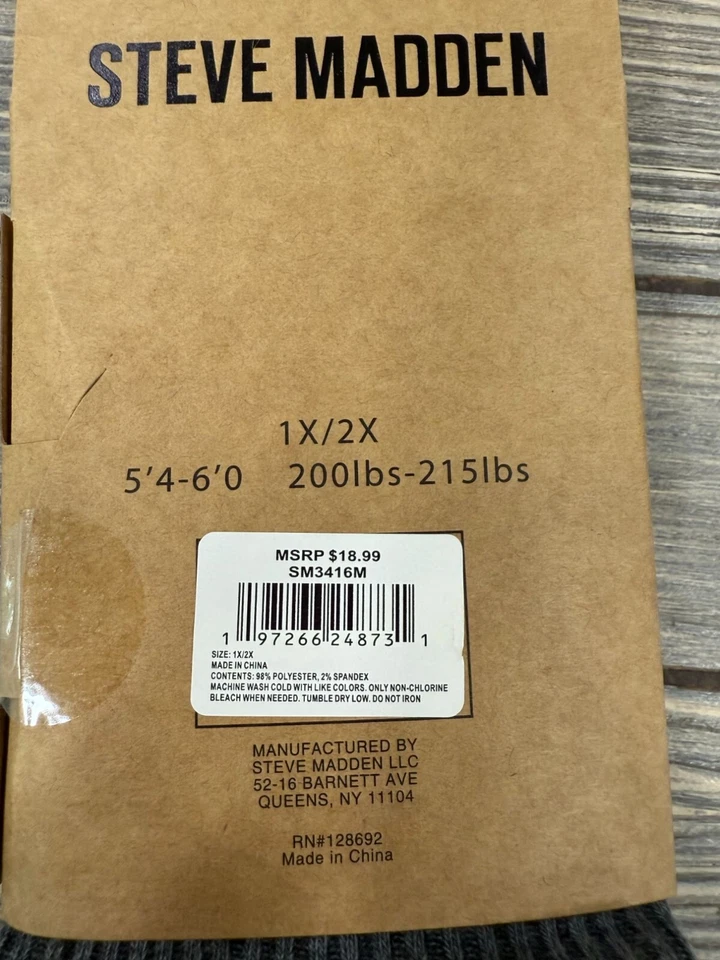 STEVE MADDEN
1X/2X
5'4-6'0 200lbs-215lbs
MSRP $18.99
SM3416M
1 97266 24873 1
SIZE: 1X/2X
MADE IN CHINA
CONTENTS: 98% POLYESTER, 2% SPANDEX
MACHINE WASH COLD WITH LIKE COLORS. ONLY NON-CHLORINE
BLEACH WHEN NEEDED. TUMBLE DRY LOW. DO NOT IRON
MANUFACTURED BY
STEVE MADDEN LLC
52-16 BARNETT AVE
QUEENS, NY 11104
RN#128692
Made in China